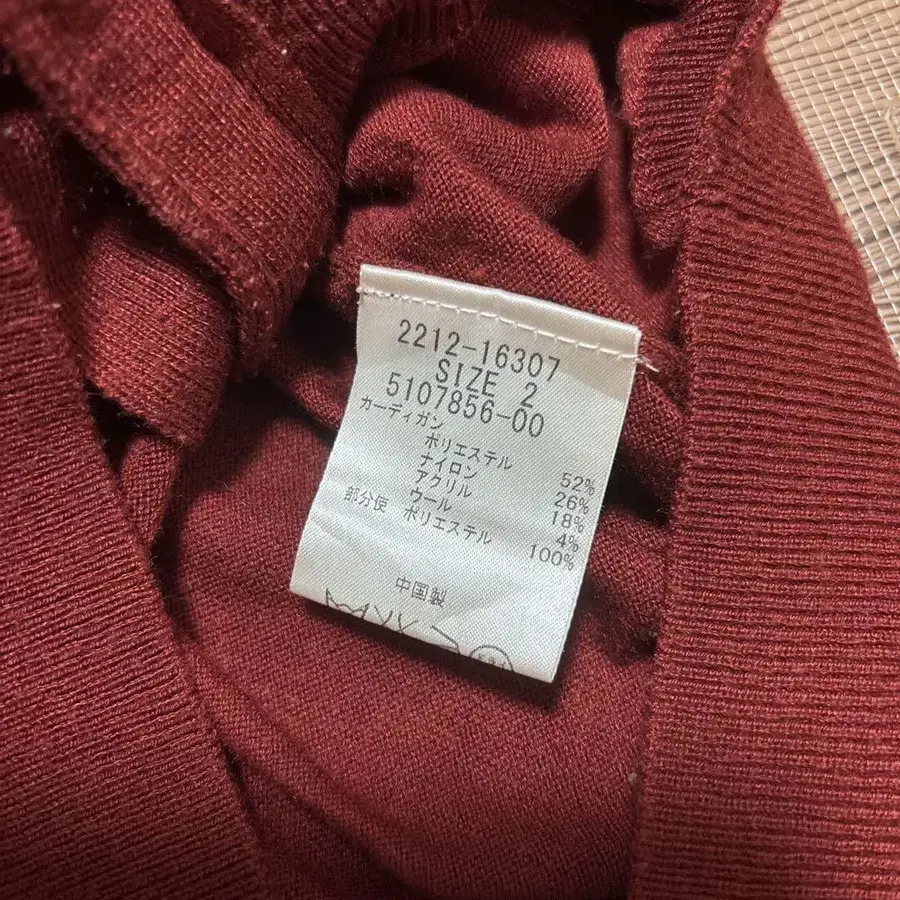 2212-16307
SIZE 2
5107856-00
カーディガン
ポリエステル 52%
ナイロン 26%
アクリル 18%
ウール 4%
部分使 ポリエステル 100%
中国製